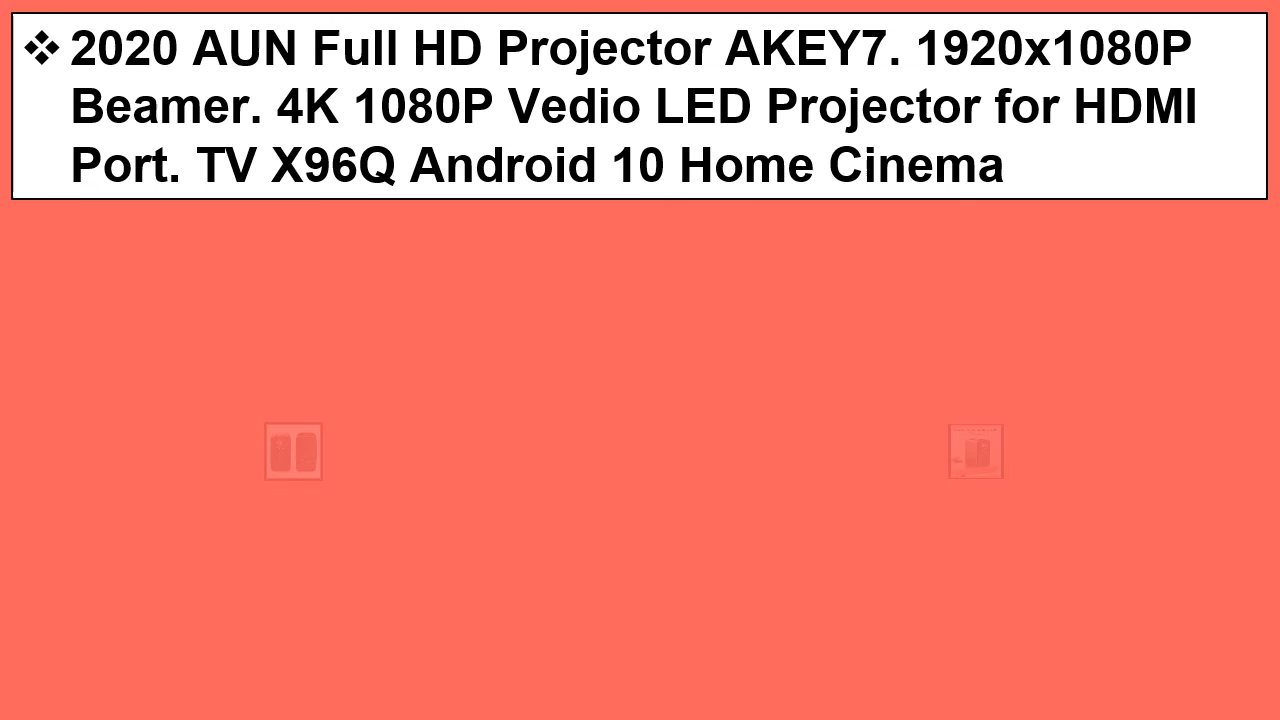 ❖ 2020 AUN Full HD Projector AKEY7. 1920x1080P
Beamer. 4K 1080P Vedio LED Projector for HDMI
Port. TV X96Q Android 10 Home Cinema